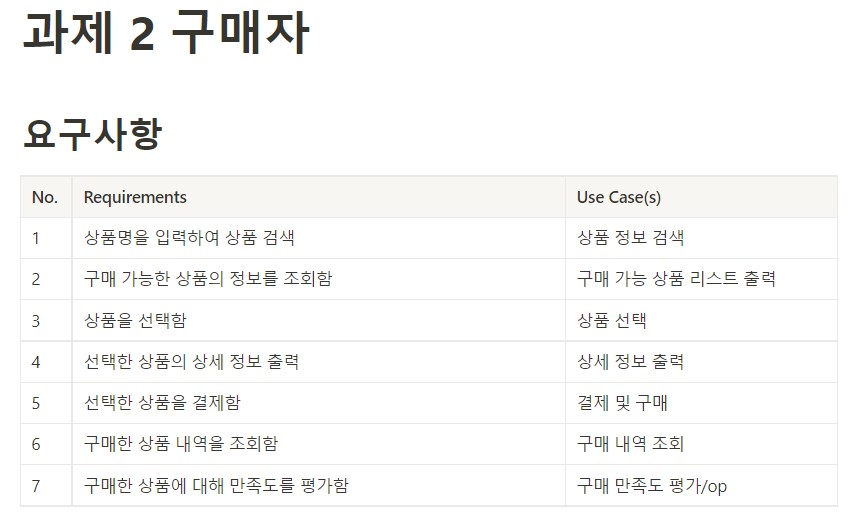 과제 2 구매자
요구사항
No. Requirements Use Case(s)
1 상품명을 입력하여 상품 검색 상품 정보 검색
2 구매 가능한 상품의 정보를 조회함 구매 가능 상품 리스트 출력
3 상품을 선택함 상품 선택
4 선택한 상품의 상세 정보 출력 상세 정보 출력
5 선택한 상품을 결제함 결제 및 구매
6 구매한 상품 내역을 조회함 구매 내역 조회
7 구매한 상품에 대해 만족도를 평가함 구매 만족도 평가/op